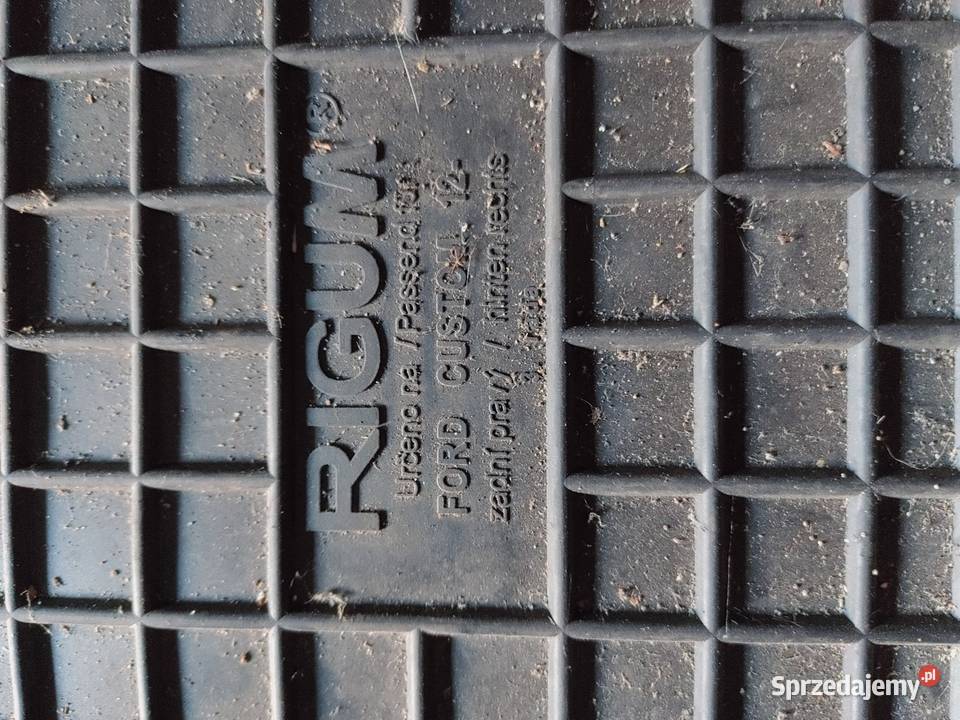 RIGUM®
Určeno na / Passend für:
FORD CUSTOM 12-
zadní pravý / hinten rechts
Sprzedajemy.pl